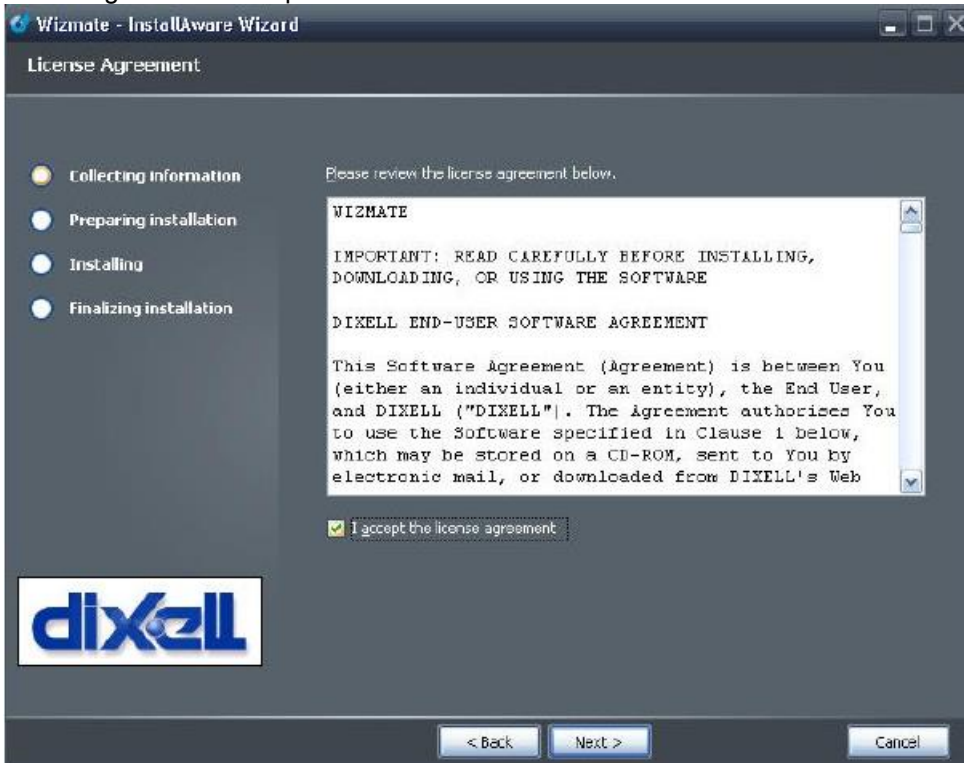 Wizmate - InstallAware Wizard
License Agreement
Collecting information
Preparing installation
Installing
Finalizing installation
Please review the license agreement below.
WIZMATE
IMPORTANT: READ CAREFULLY BEFORE INSTALLING,
DOWNLOADING, OR USING THE SOFTWARE
DIXELL END-USER SOFTWARE AGREEMENT
This Software Agreement (Agreement) is between You
(either an individual or an entity), the End User,
and DIXELL ("DIXELL"|. The Agreement authorises You
to use the Software specified in Clause 1 below,
which may be stored on a CD-ROM, sent to You by
electronic mail, or downloaded from DIXELL's Web
I accept the license agreement
dixell
< Back
Next >
Cancel